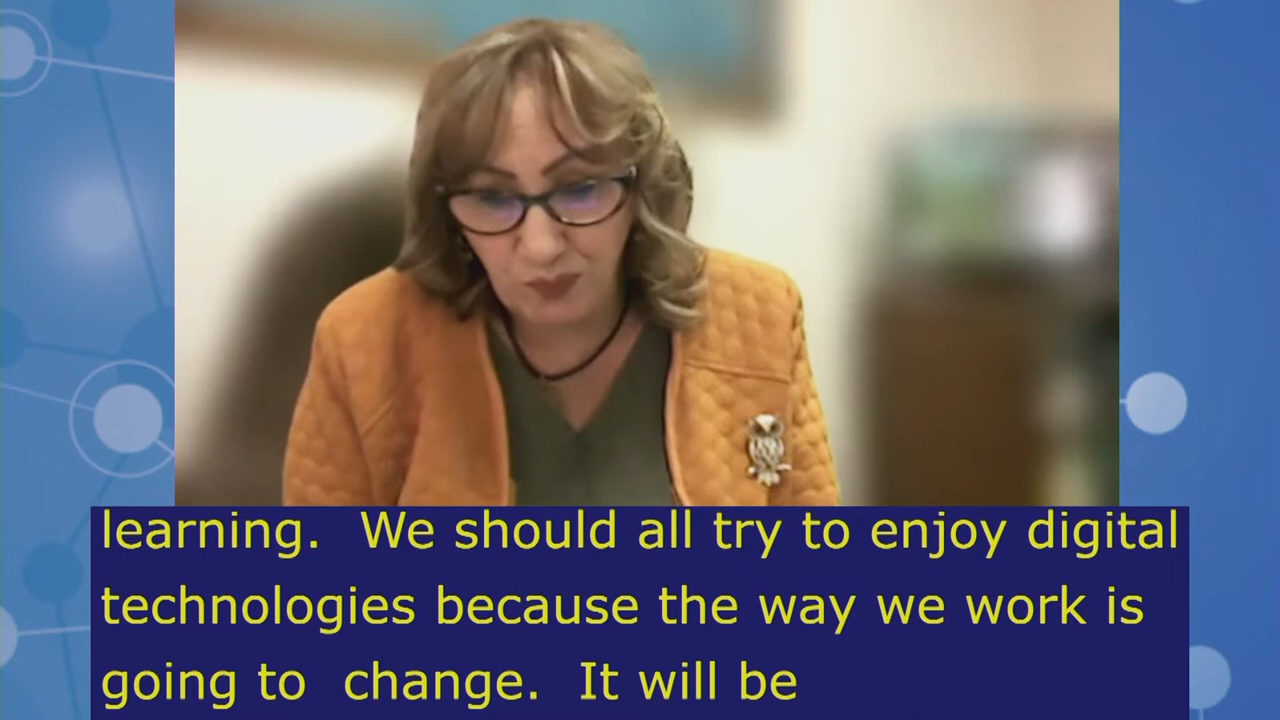 learning.  We should all try to enjoy digital
technologies because the way we work is
going to  change.  It will be